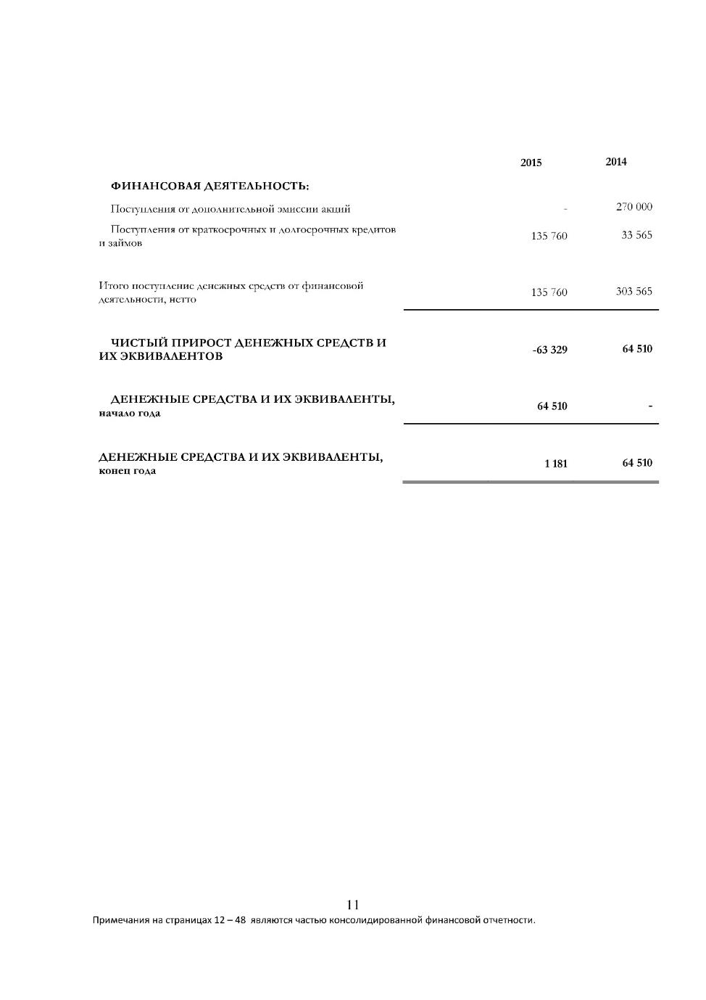 2015 2014
ФИНАНСОВАЯ ДЕЯТЕЛЬНОСТЬ:
Поступления от дополнительной эмиссии акций - 270 000
Поступления от краткосрочных и долгосрочных кредитов
и займов 135 760 33 565
Итого поступление денежных средств от финансовой
деятельности, нетто 135 760 303 565
ЧИСТЫЙ ПРИРОСТ ДЕНЕЖНЫХ СРЕДСТВ И
ИХ ЭКВИВАЛЕНТОВ -63 329 64 510
ДЕНЕЖНЫЕ СРЕДСТВА И ИХ ЭКВИВАЛЕНТЫ,
начало года 64 510 -
ДЕНЕЖНЫЕ СРЕДСТВА И ИХ ЭКВИВАЛЕНТЫ,
конец года 1 181 64 510
11
Примечания на страницах 12 – 48 являются частью консолидированной финансовой отчетности.